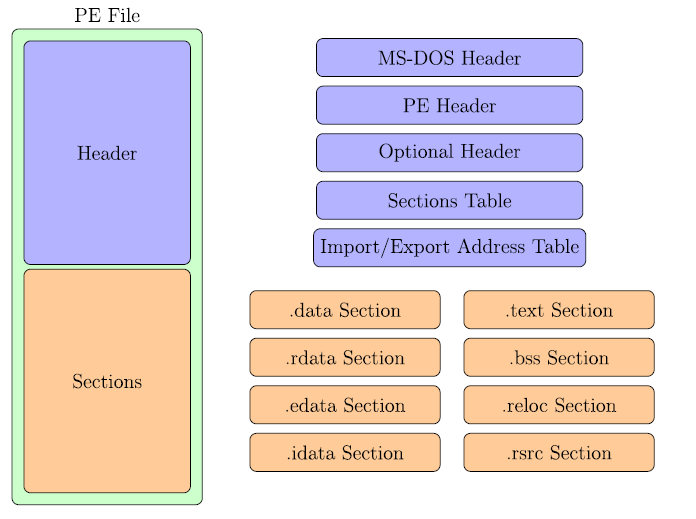 PE File
Header
Sections
MS-DOS Header
PE Header
Optional Header
Sections Table
Import/Export Address Table
.data Section
.text Section
.rdata Section
.bss Section
.edata Section
.reloc Section
.idata Section
.rsrc Section